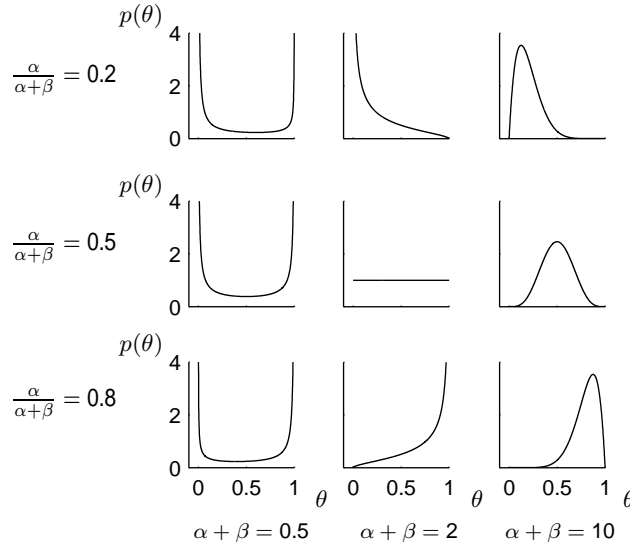 p(θ)
4
α/(α+β) = 0.2
2
0
p(θ)
4
α/(α+β) = 0.5
2
0
p(θ)
4
α/(α+β) = 0.8
2
0
0 0.5 1 θ 0 0.5 1 θ 0 0.5 1 θ
α + β = 0.5 α + β = 2 α + β = 10